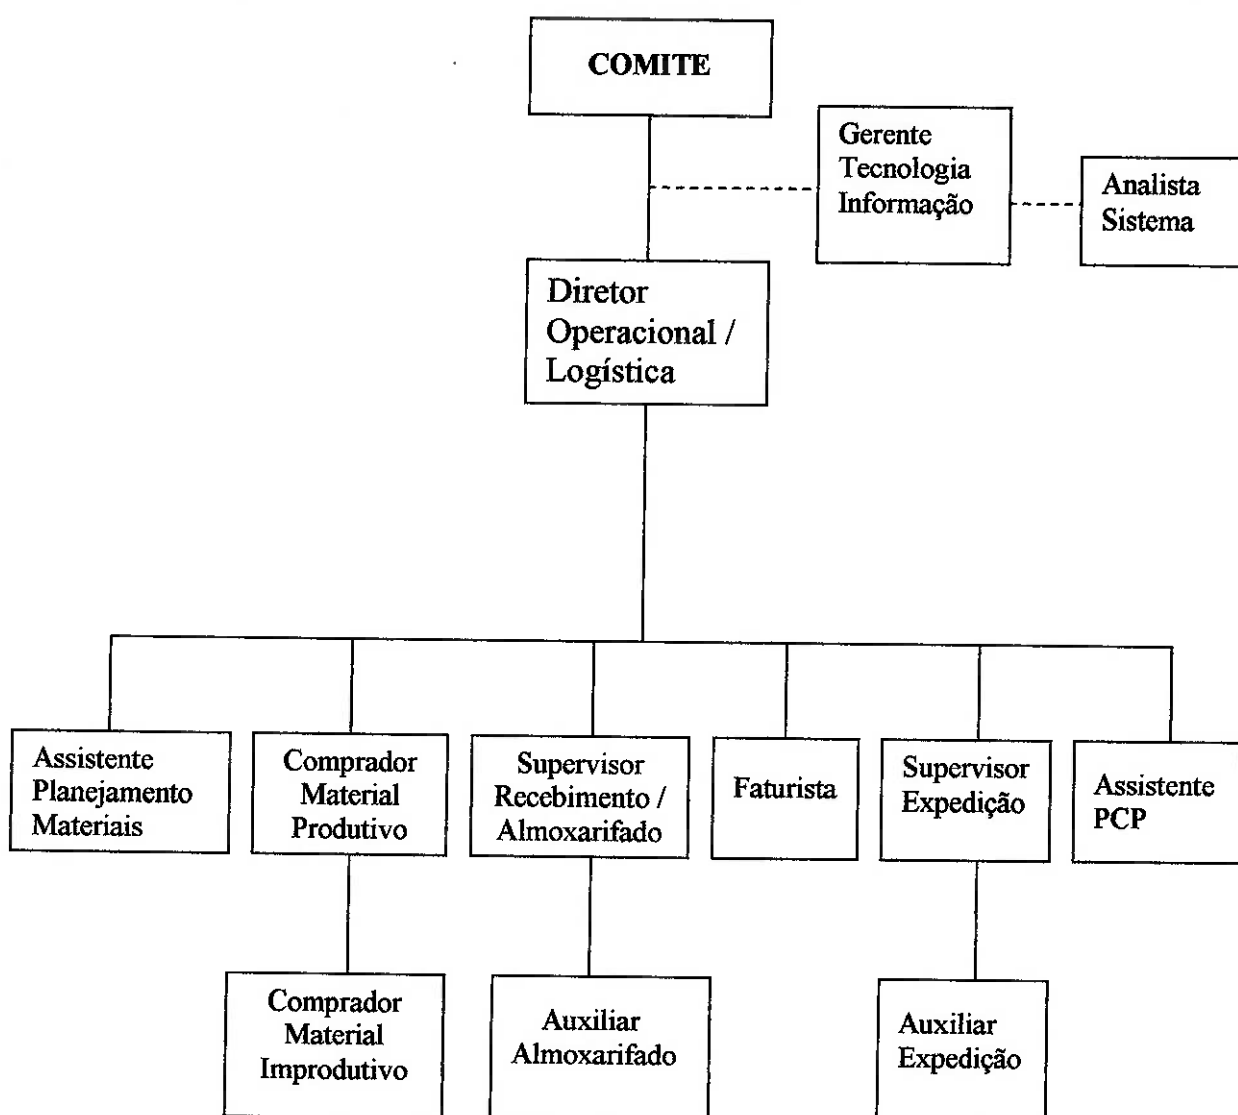 COMITE
Gerente
Tecnologia
Informação
Analista
Sistema
Diretor
Operacional /
Logística
Assistente
Planejamento
Materiais
Comprador
Material
Produtivo
Supervisor
Recebimento /
Almoxarifado
Faturista
Supervisor
Expedição
Assistente
PCP
Comprador
Material
Improdutivo
Auxiliar
Almoxarifado
Auxiliar
Expedição